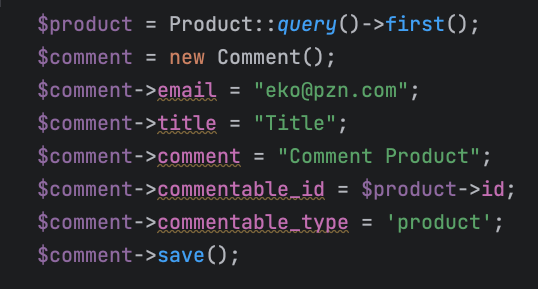 $product = Product::query()->first();
$comment = new Comment();
$comment->email = "eko@pzn.com";
$comment->title = "Title";
$comment->comment = "Comment Product";
$comment->commentable_id = $product->id;
$comment->commentable_type = 'product';
$comment->save();